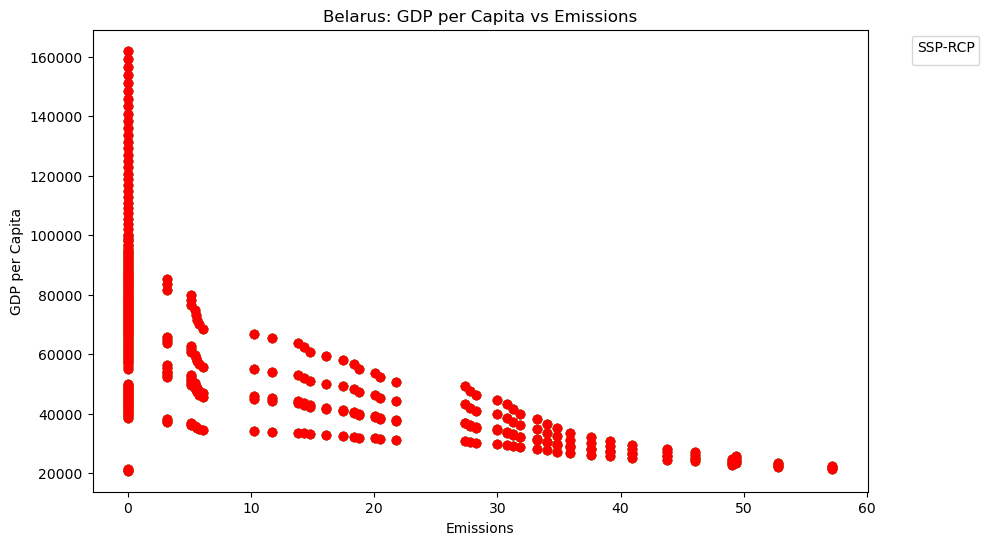 Belarus: GDP per Capita vs Emissions
SSP-RCP
GDP per Capita
160000
140000
120000
100000
80000
60000
40000
20000
0 10 20 30 40 50 60
Emissions